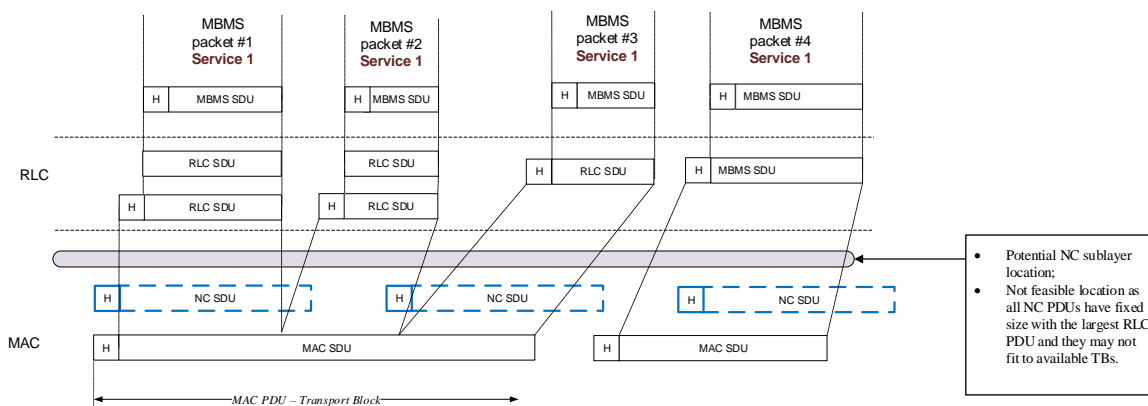 MBMS
packet #1
Service 1
MBMS
packet #2
Service 1
MBMS
packet #3
Service 1
MBMS
packet #4
Service 1
H MBMS SDU
H MBMS SDU
H MBMS SDU
H MBMS SDU
RLC
RLC SDU
RLC SDU
H RLC SDU
H MBMS SDU
H RLC SDU
H RLC SDU
• Potential NC sublayer
location;
• Not feasible location as
all NC PDUs have fixed
size with the largest RLC
PDU and they may not
fit to available TBs.
H NC SDU
H NC SDU
H NC SDU
MAC
H MAC SDU
H MAC SDU
MAC PDU – Transport Block